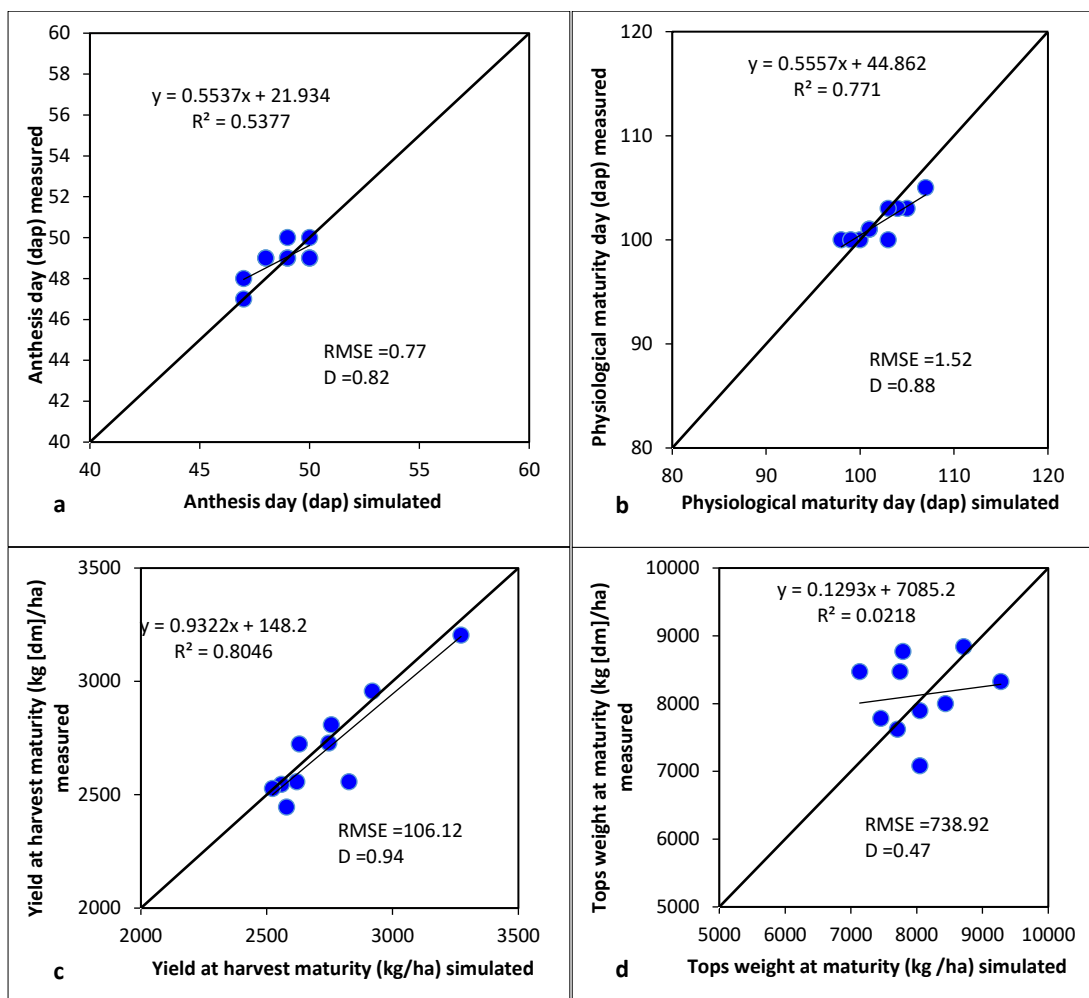 60
58
56
54
52
50
48
46
44
42
40
Anthesis day (dap) measured
y = 0.5537x + 21.934
R² = 0.5377
RMSE =0.77
D =0.82
40
45
50
55
60
Anthesis day (dap) simulated
a
120
110
100
90
80
Physiological maturity day (dap) measured
y = 0.5557x + 44.862
R² = 0.771
RMSE =1.52
D =0.88
80
90
100
110
120
Physiological maturity day (dap) simulated
b
3500
3000
2500
2000
Yield at harvest maturity (kg [dm]/ha)
measured
y = 0.9322x + 148.2
R² = 0.8046
RMSE =106.12
D =0.94
2000
2500
3000
3500
Yield at harvest maturity (kg/ha) simulated
c
10000
9000
8000
7000
6000
5000
Tops weight at maturity (kg [dm]/ha)
measured
y = 0.1293x + 7085.2
R² = 0.0218
RMSE =738.92
D =0.47
5000
6000
7000
8000
9000
10000
Tops weight at maturity (kg /ha) simulated
d